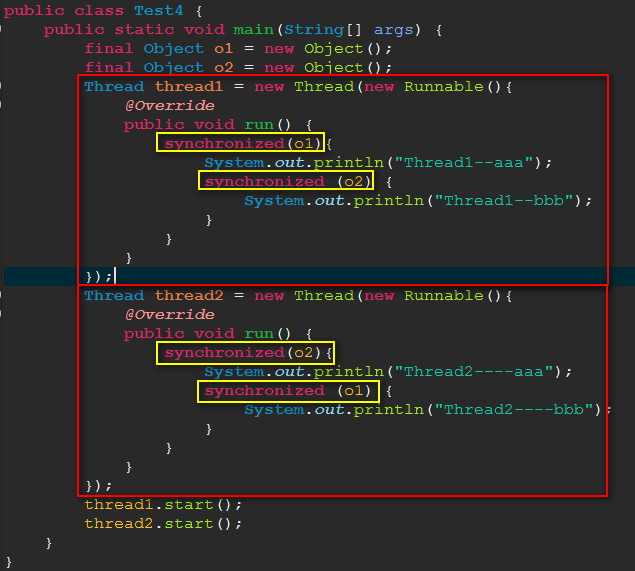 public class Test4 {
    public static void main(String[] args) {
        final Object o1 = new Object();
        final Object o2 = new Object();
        Thread thread1 = new Thread(new Runnable(){
            @Override
            public void run() {
                synchronized(o1){
                    System.out.println("Thread1--aaa");
                    synchronized (o2) {
                        System.out.println("Thread1--bbb");
                    }
                }
            }
        });
        Thread thread2 = new Thread(new Runnable(){
            @Override
            public void run() {
                synchronized(o2){
                    System.out.println("Thread2----aaa");
                    synchronized (o1) {
                        System.out.println("Thread2----bbb");
                    }
                }
            }
        });
        thread1.start();
        thread2.start();
    }
}